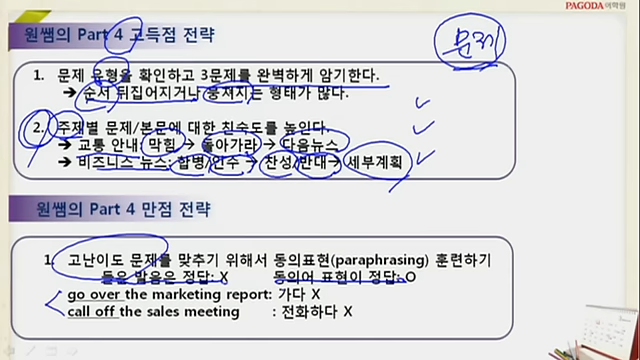 PAGODA어학원
원쌤의 Part 4 고득점 전략
문제
1. 문제 유형을 확인하고 3문제를 완벽하게 암기한다.
➔ 순서 뒤집어지거나 뭉쳐지는 형태가 많다.
2. 주제별 문제/본문에 대한 친숙도를 높인다.
➔ 교통 안내: 막힘 → 돌아가라 → 다음뉴스
➔ 비즈니스 뉴스: 합병/인수 → 찬성/반대 → 세부계획
원쌤의 Part 4 만점 전략
1. 고난이도 문제를 맞추기 위해서 동의표현(paraphrasing) 훈련하기
들은 발음은 정답: X 동의어 표현이 정답: O
go over the marketing report: 가다 X
call off the sales meeting : 전화하다 X